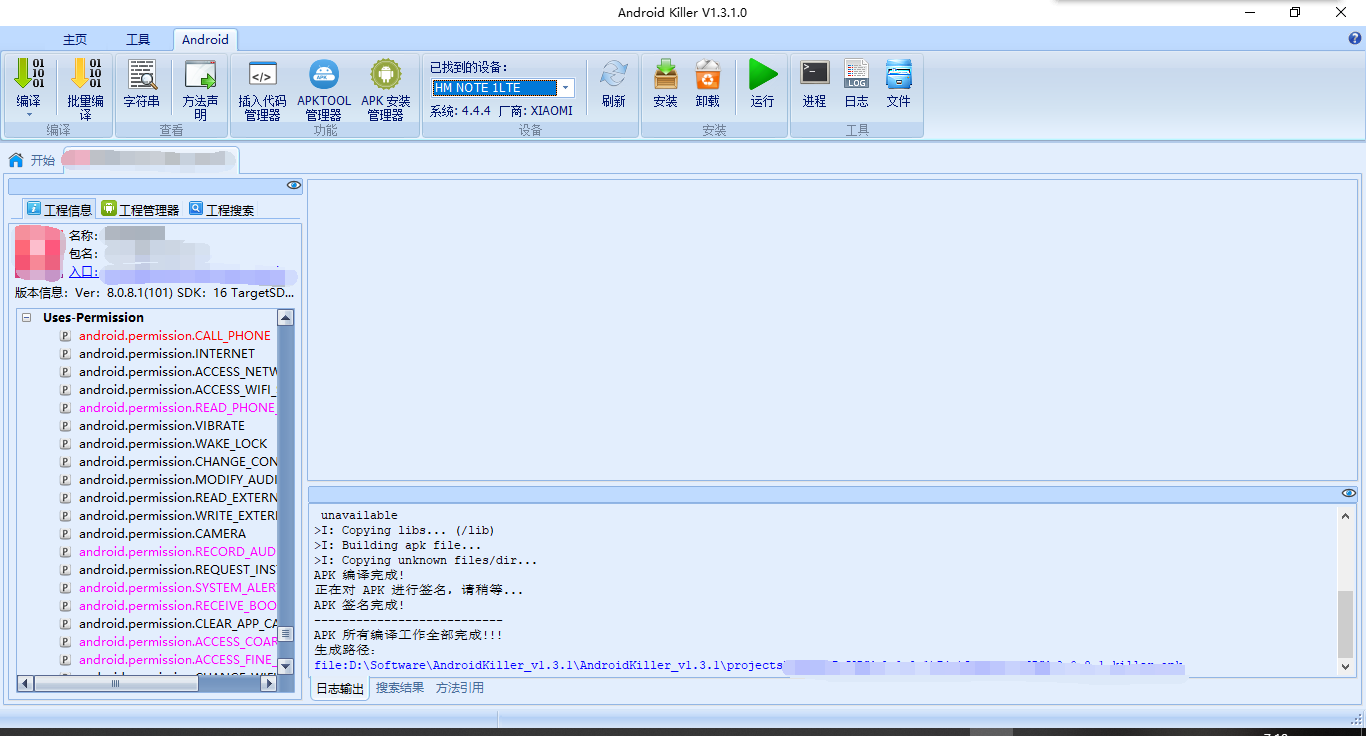 Android Killer V1.3.1.0
主页 工具 Android
已找到的设备：
HM NOTE 1LTE
系统: 4.4.4 厂商: XIAOMI
编译 批量编译 字符串 方法声明 插入代码管理器 APKTOOL管理器 APK 安装管理器 刷新 安装 卸载 运行 进程 日志 文件
编译 查看 功能 设备 安装 工具
开始
工程信息 工程管理器 工程搜索
名称:
包名:
入口:
版本信息: Ver: 8.0.8.1(101) SDK: 16 TargetSD...
Uses-Permission
android.permission.CALL_PHONE
android.permission.INTERNET
android.permission.ACCESS_NETW
android.permission.ACCESS_WIFI_
android.permission.READ_PHONE_
android.permission.VIBRATE
android.permission.WAKE_LOCK
android.permission.CHANGE_CON
android.permission.MODIFY_AUDI
android.permission.READ_EXTERN
android.permission.WRITE_EXTERI
android.permission.CAMERA
android.permission.RECORD_AUD
android.permission.REQUEST_INS
android.permission.SYSTEM_ALER
android.permission.RECEIVE_BOO
android.permission.CLEAR_APP_CA
android.permission.ACCESS_COAR
android.permission.ACCESS_FINE_
unavailable
>I: Copying libs... (/lib)
>I: Building apk file...
>I: Copying unknown files/dir...
APK 编译完成!
正在对 APK 进行签名，请稍等...
APK 签名完成!
---------------------------
APK 所有编译工作全部完成!!!
生成路径:
file:D:\Software\AndroidKiller_v1.3.1\AndroidKiller_v1.3.1\projects
日志输出 搜索结果 方法引用